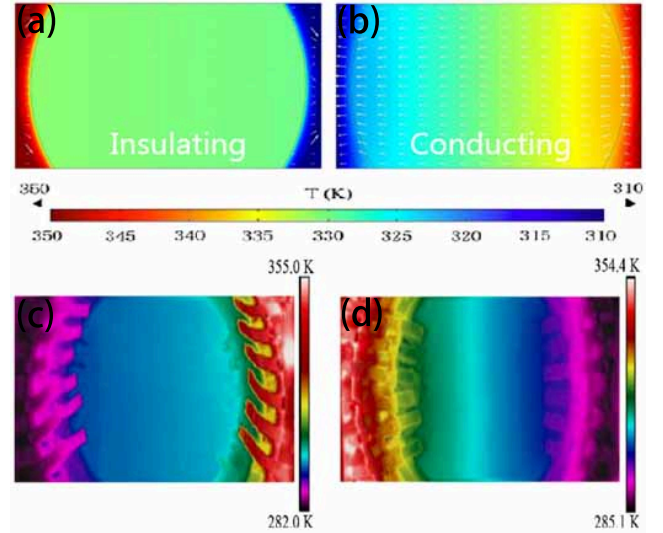 (a)
(b)
Insulating
Conducting
360
T (K)
310
350 345 340 335 330 325 320 315 310
355.0 K
354.4 K
(c)
(d)
282.0 K
285.1 K